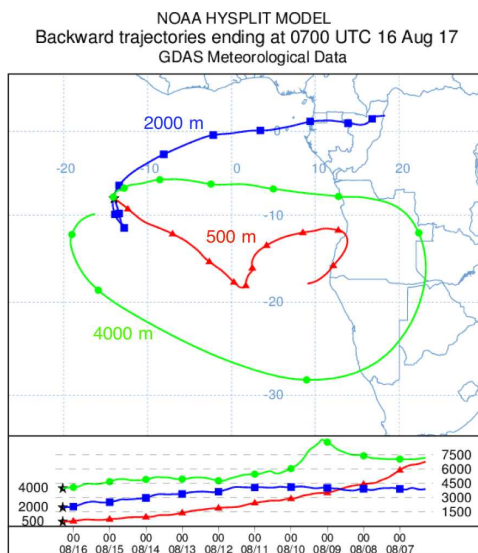 NOAA HYSPLIT MODEL
Backward trajectories ending at 0700 UTC 16 Aug 17
GDAS Meteorological Data
2000 m
-20
-10
0
10
20
0
500 m
-10
4000 m
-20
-30
7500
6000
4000
4500
2000
3000
500
1500
00 00 00 00 00 00 00 00 00 00
08/16 08/15 08/14 08/13 08/12 08/11 08/10 08/09 08/08 08/07